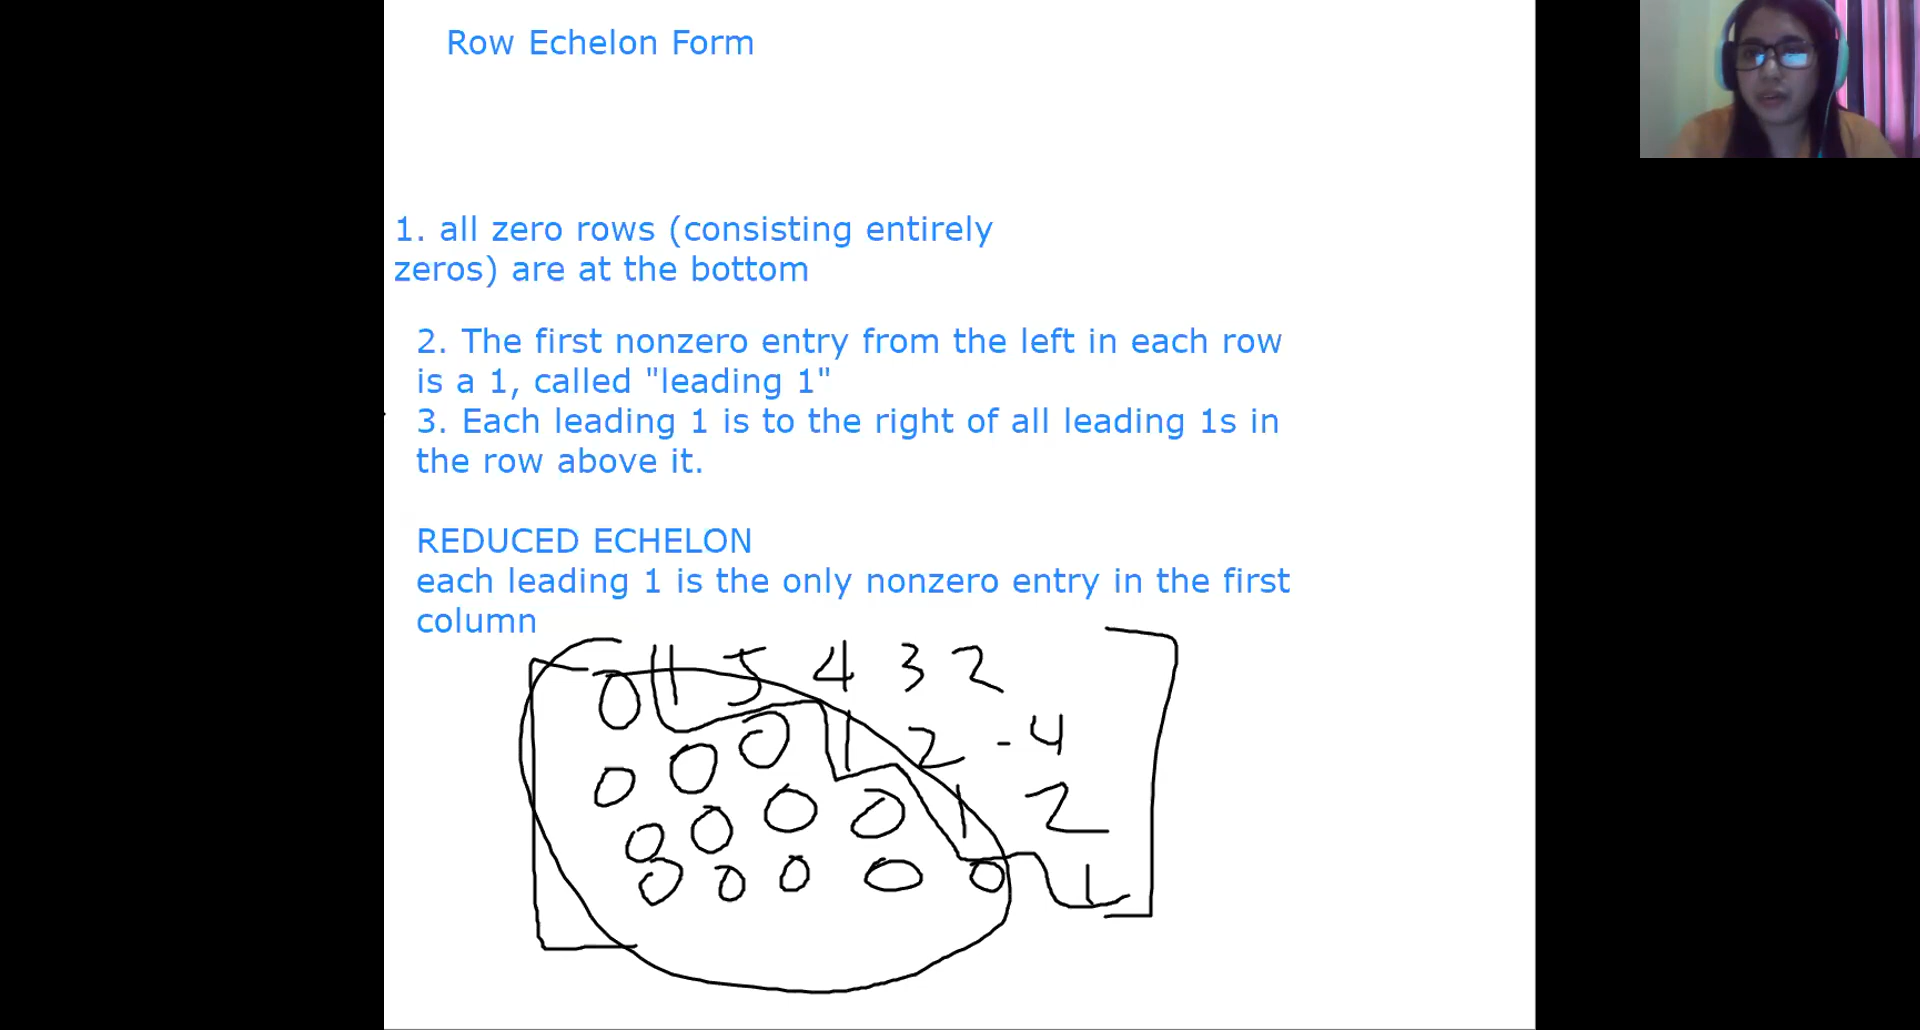 Row Echelon Form
1. all zero rows (consisting entirely
zeros) are at the bottom
2. The first nonzero entry from the left in each row
is a 1, called "leading 1"
3. Each leading 1 is to the right of all leading 1s in
the row above it.
REDUCED ECHELON
each leading 1 is the only nonzero entry in the first
column
0 1 5 4 3 2
0 0 0 1 2 -4
0 0 0 0 1 2
0 0 0 0 0 1